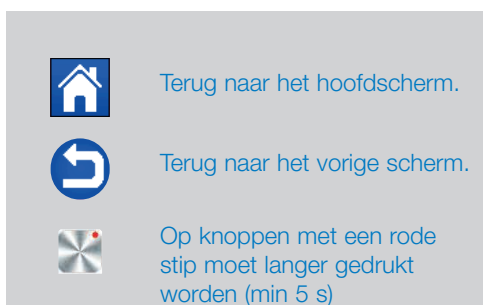 Terug naar het hoofdscherm.
Terug naar het vorige scherm.
Op knoppen met een rode
stip moet langer gedrukt
worden (min 5 s)